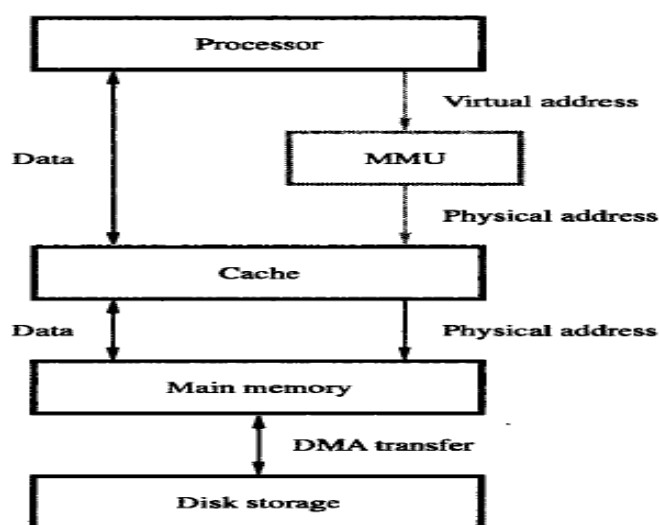 Processor
Virtual address
Data
MMU
Physical address
Cache
Data
Physical address
Main memory
DMA transfer
Disk storage